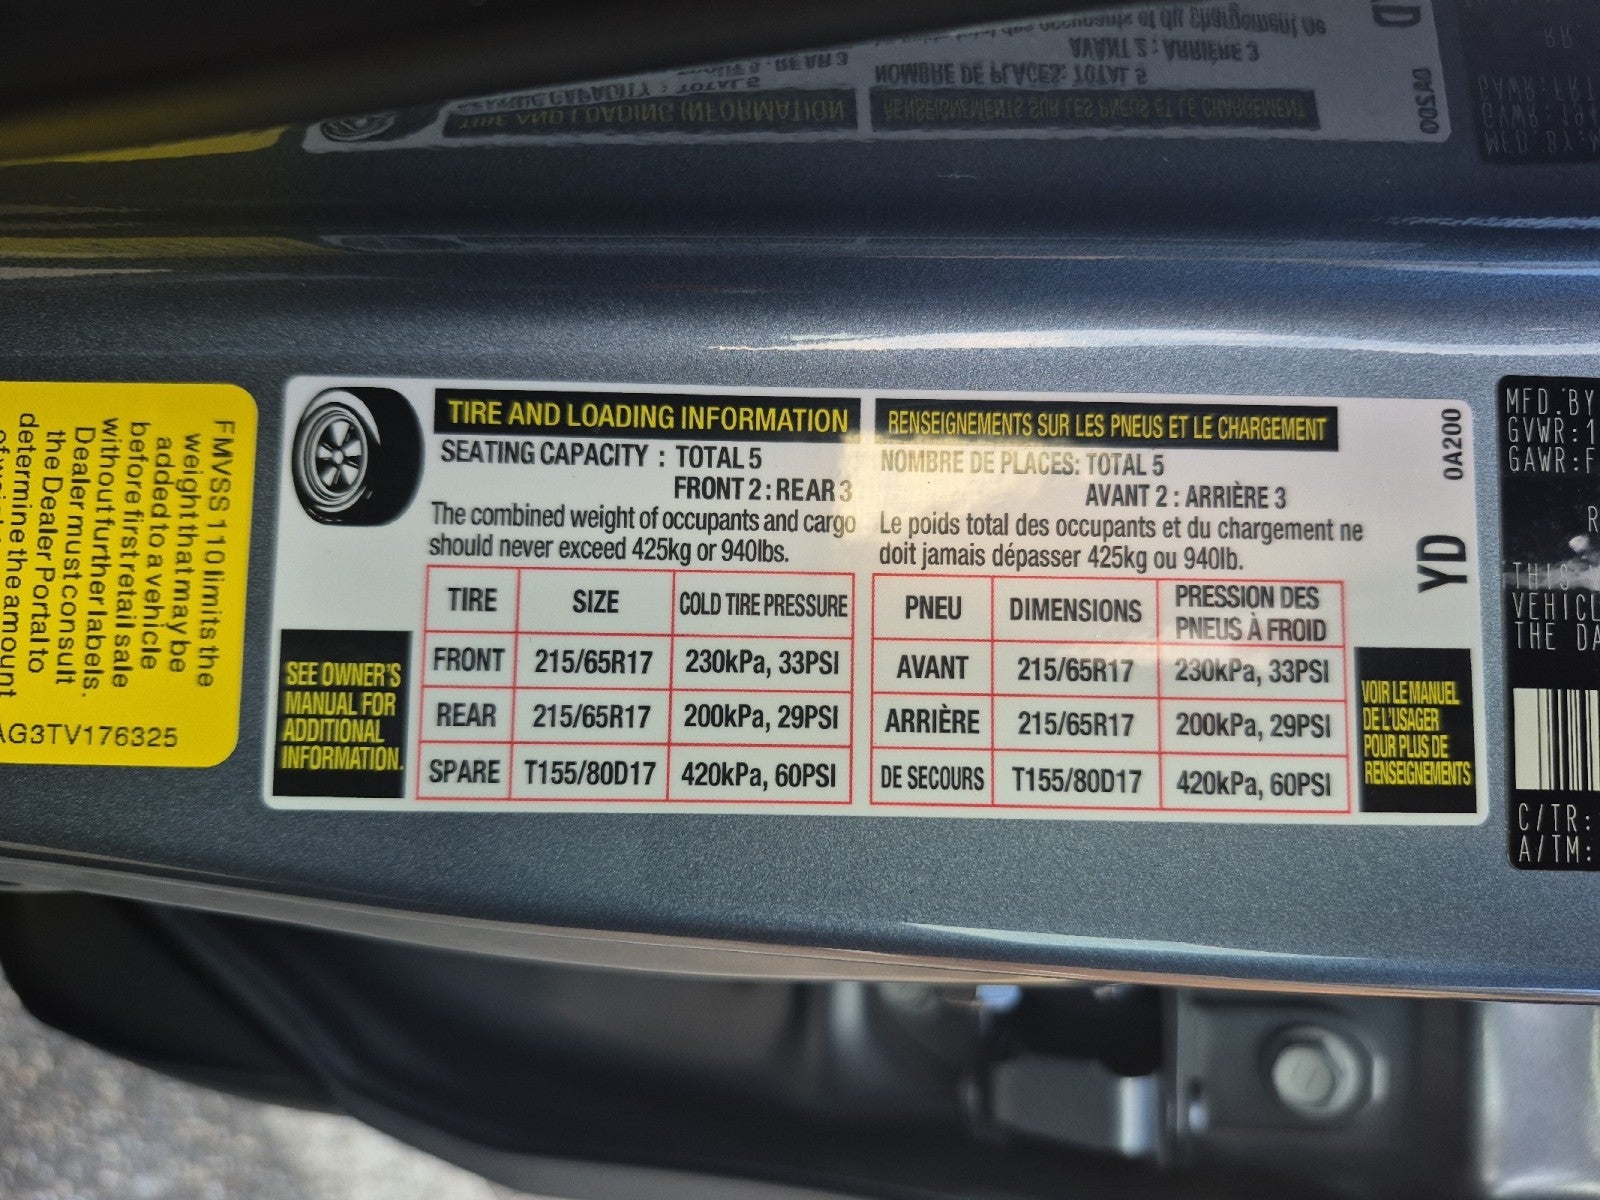 FMVSS 110 limits the
weight that may be
added to a vehicle
before first retail sale
without further labels.
Dealer must consult
the Dealer Portal to
determine the amount
AG3TV176325
TIRE AND LOADING INFORMATION
SEATING CAPACITY : TOTAL 5
FRONT 2 : REAR 3
The combined weight of occupants and cargo
should never exceed 425kg or 940lbs.
TIRE SIZE COLD TIRE PRESSURE
FRONT 215/65R17 230kPa, 33PSI
REAR 215/65R17 200kPa, 29PSI
SPARE T155/80D17 420kPa, 60PSI
SEE OWNER'S
MANUAL FOR
ADDITIONAL
INFORMATION.
RENSEIGNEMENTS SUR LES PNEUS ET LE CHARGEMENT
NOMBRE DE PLACES: TOTAL 5
AVANT 2 : ARRIÈRE 3
Le poids total des occupants et du chargement ne
doit jamais dépasser 425kg ou 940lb.
PNEU DIMENSIONS PRESSION DES
PNEUS À FROID
AVANT 215/65R17 230kPa, 33PSI
ARRIÈRE 215/65R17 200kPa, 29PSI
DE SECOURS T155/80D17 420kPa, 60PSI
VOIR LE MANUEL
DE L'USAGER
POUR PLUS DE
RENSEIGNEMENTS
0A200
YD
MFD.BY
GVWR:1
GAWR:F
R
THIS
VEHICL
THE DA
C/TR:
A/TM: